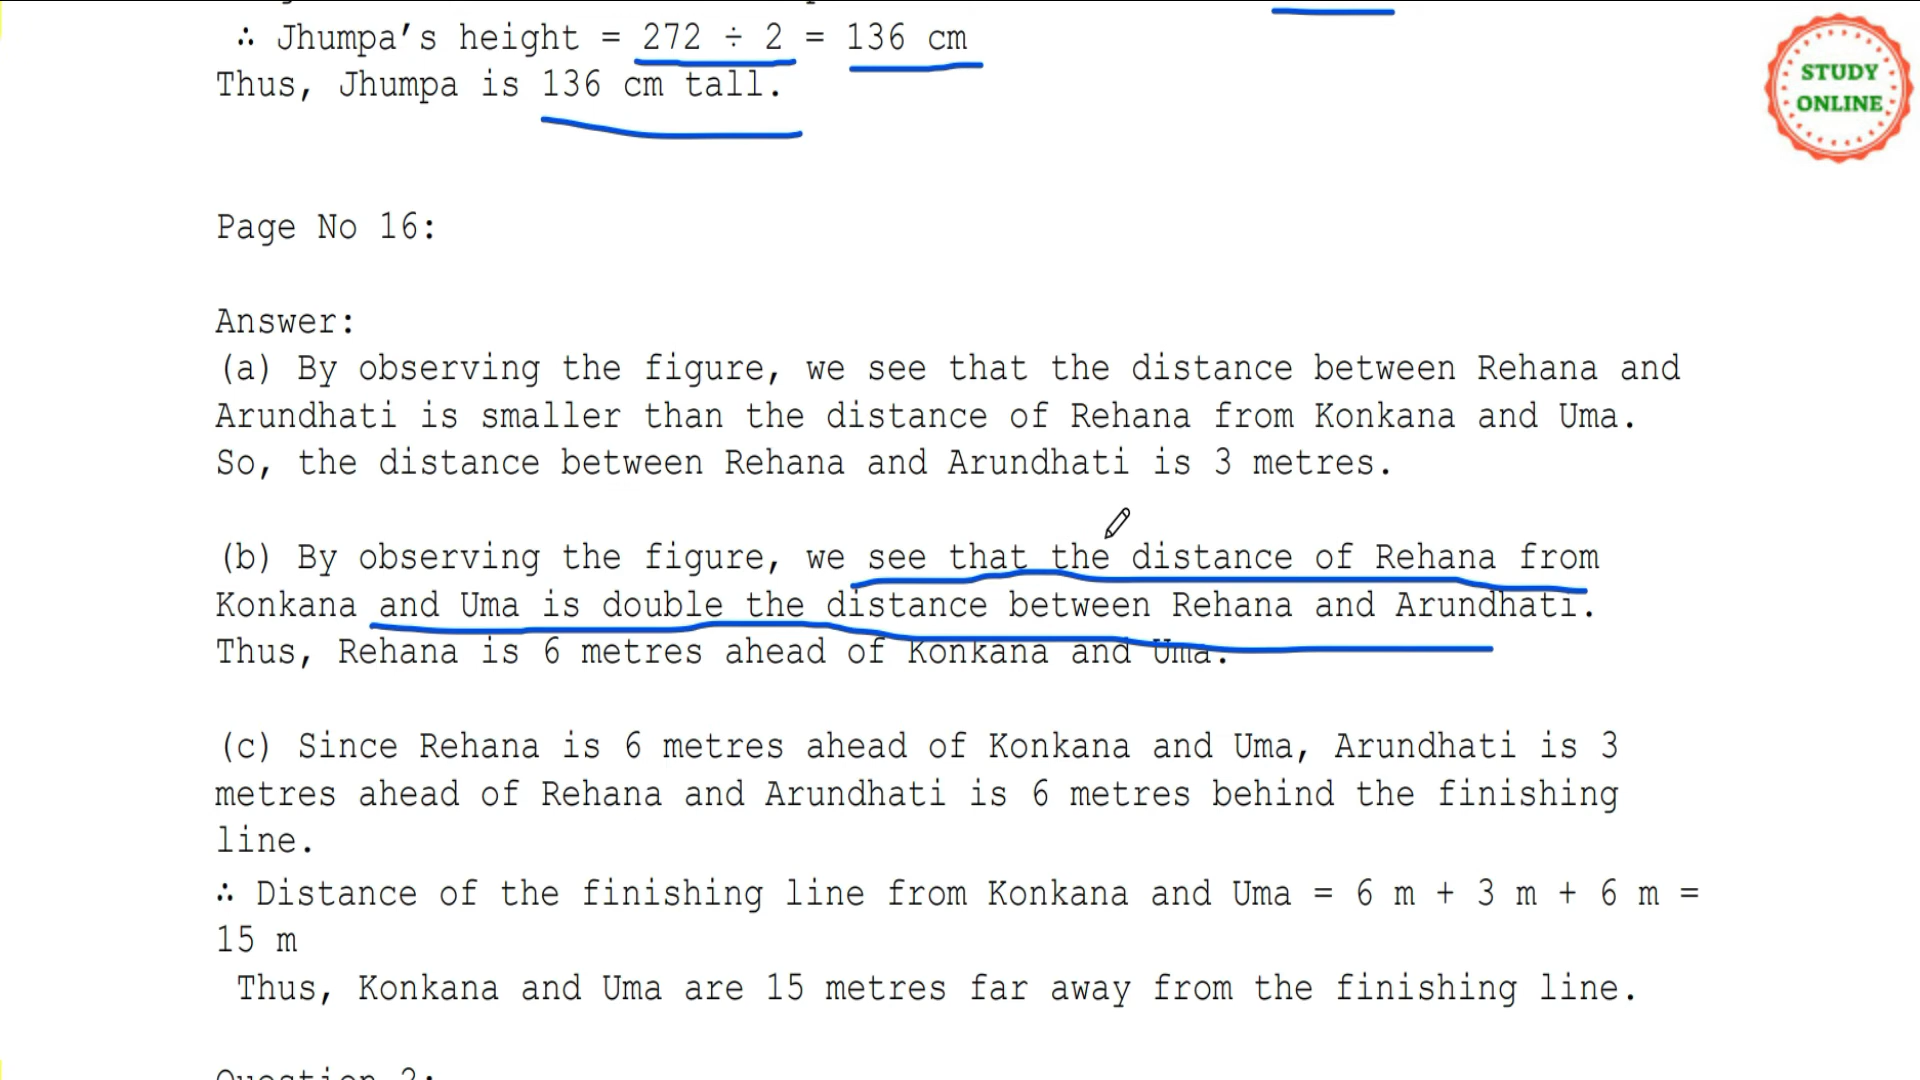 ∴ Jhumpa’s height = 272 ÷ 2 = 136 cm
Thus, Jhumpa is 136 cm tall.
STUDY
ONLINE
Page No 16:
Answer:
(a) By observing the figure, we see that the distance between Rehana and
Arundhati is smaller than the distance of Rehana from Konkana and Uma.
So, the distance between Rehana and Arundhati is 3 metres.
(b) By observing the figure, we see that the distance of Rehana from
Konkana and Uma is double the distance between Rehana and Arundhati.
Thus, Rehana is 6 metres ahead of Konkana and Uma.
(c) Since Rehana is 6 metres ahead of Konkana and Uma, Arundhati is 3
metres ahead of Rehana and Arundhati is 6 metres behind the finishing
line.
∴ Distance of the finishing line from Konkana and Uma = 6 m + 3 m + 6 m =
15 m
Thus, Konkana and Uma are 15 metres far away from the finishing line.
Question